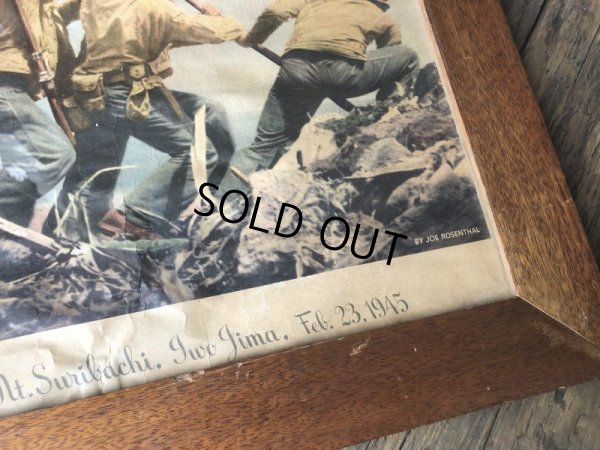 SOLD OUT
BY JOE ROSENTHAL
Mt. Suribachi, Iwo Jima, Feb. 23, 1945